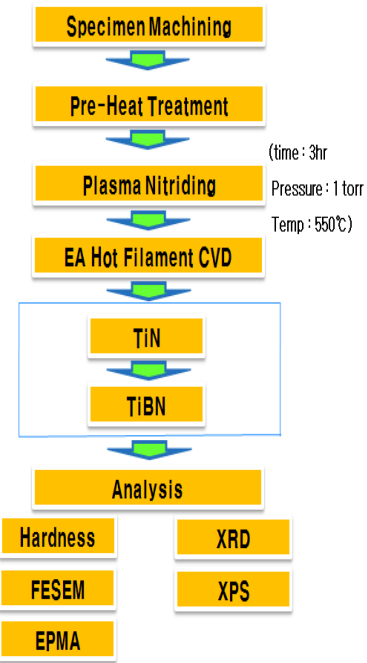 Specimen Machining
Pre-Heat Treatment
(time : 3hr
Plasma Nitriding
Pressure : 1 torr
Temp : 550℃)
EA Hot Filament CVD
TiN
TiBN
Analysis
Hardness
XRD
FESEM
XPS
EPMA